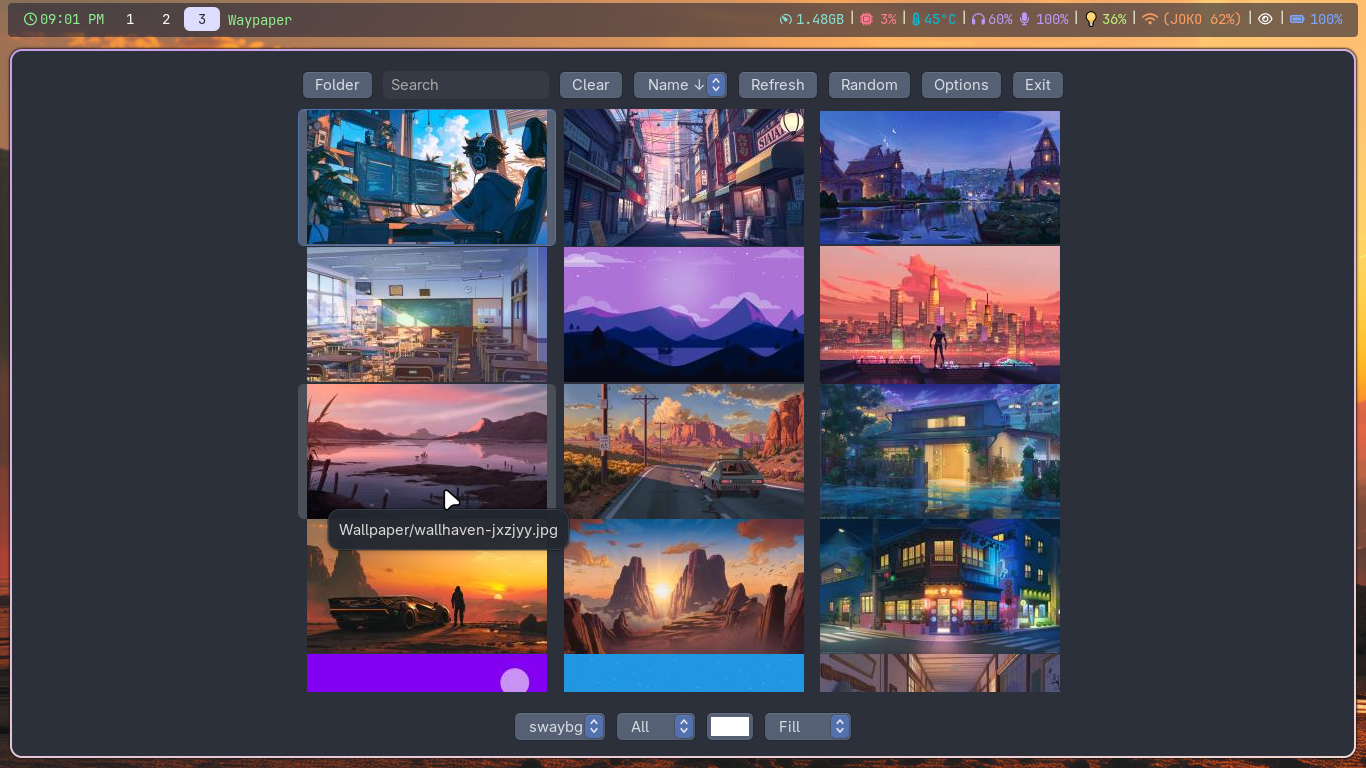 09:01 PM 1 2 3 Waypaper 1.48GB | 3% | 45°C 60% 100% | 36% | (JOKO 62%) | | 100%
Folder Search Clear Name ↓ Refresh Random Options Exit
Wallpaper/wallhaven-jxzjyy.jpg
swaybg All Fill